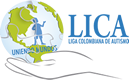 LICA
LIGA COLOMBIANA DE AUTISMO
UNIENDO MUNDOS